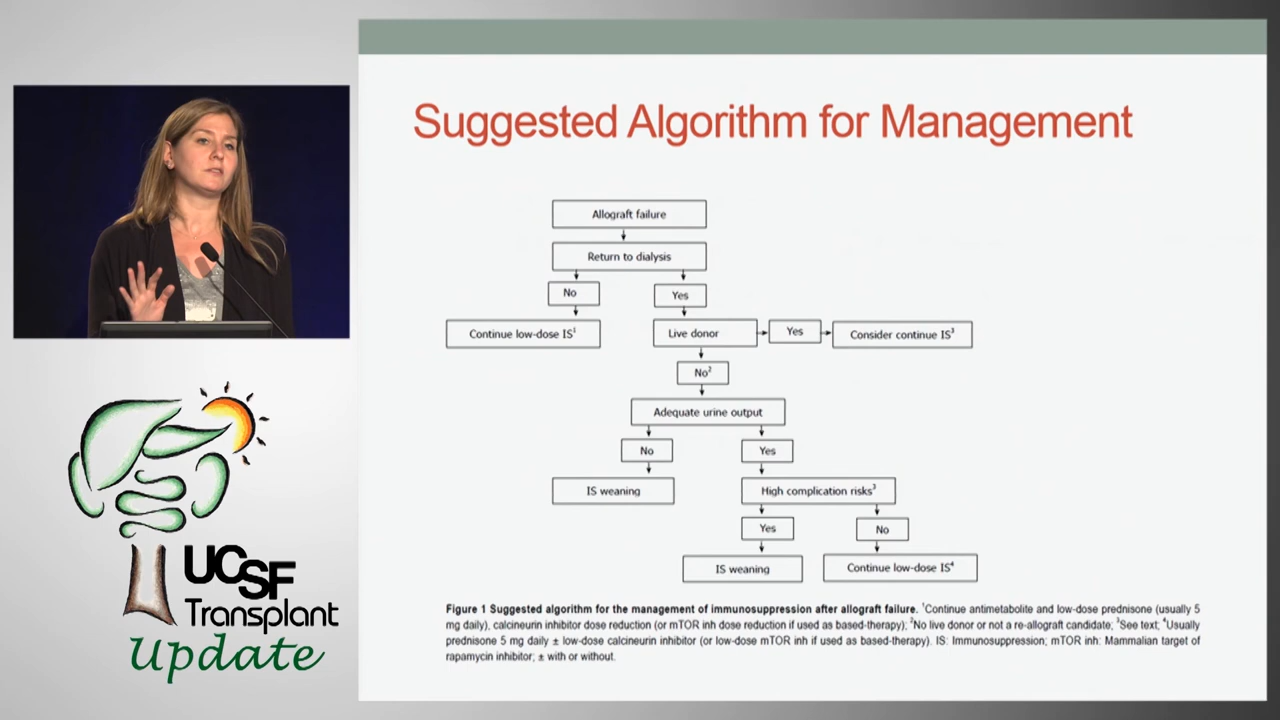 Suggested Algorithm for Management
Allograft failure
Return to dialysis
No
Yes
Continue low-dose IS¹
Live donor
Yes
Consider continue IS³
No²
Adequate urine output
No
Yes
IS weaning
High complication risks³
Yes
No
IS weaning
Continue low-dose IS⁴
Figure 1 Suggested algorithm for the management of immunosuppression after allograft failure. ¹Continue antimetabolite and low-dose prednisone (usually 5
mg daily), calcineurin inhibitor dose reduction (or mTOR inh dose reduction if used as based-therapy); ²No live donor or not a re-allograft candidate; ³See text; ⁴Usually
prednisone 5 mg daily ± low-dose calcineurin inhibitor (or low-dose mTOR inh if used as based-therapy). IS: Immunosuppression; mTOR inh: Mammalian target of
rapamycin inhibitor; ± with or without.
UCSF
Transplant
Update